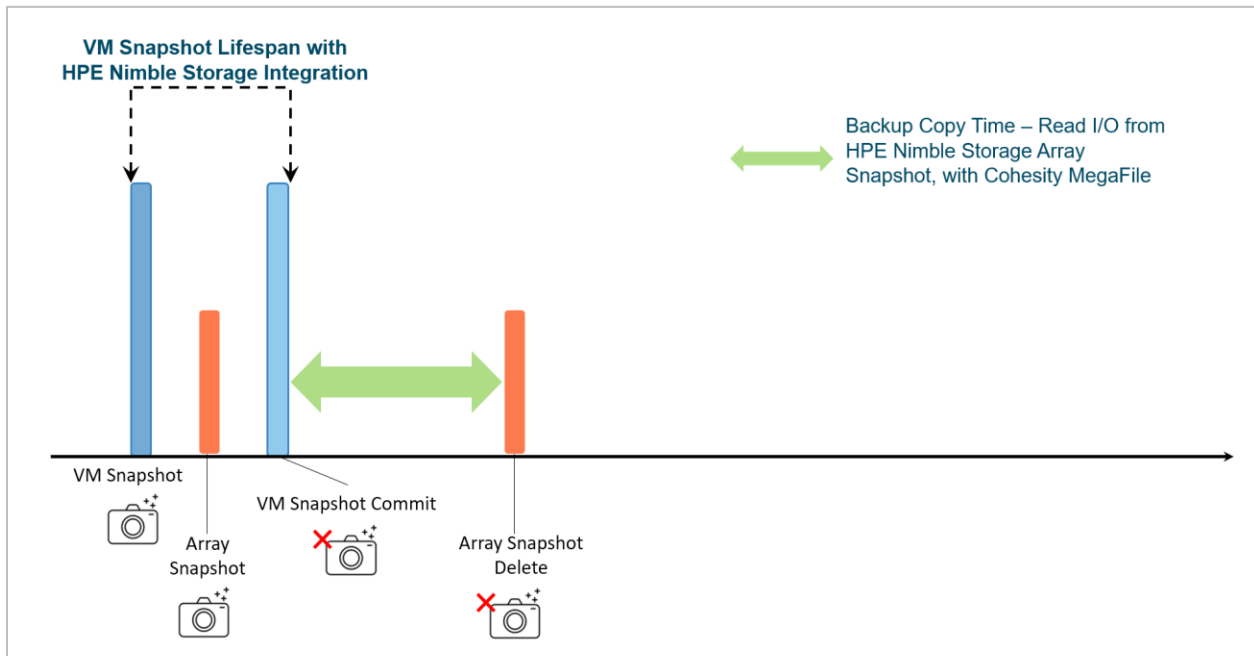 VM Snapshot Lifespan with
HPE Nimble Storage Integration
Backup Copy Time – Read I/O from
HPE Nimble Storage Array
Snapshot, with Cohesity MegaFile
VM Snapshot
Array
Snapshot
VM Snapshot Commit
Array Snapshot
Delete